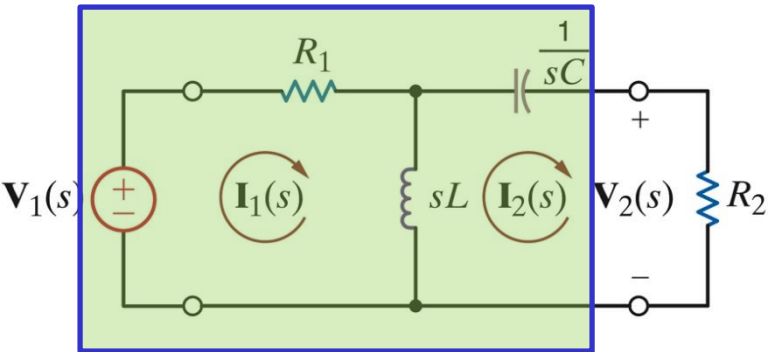 1
R₁
sC
+
V₁(s)
+
−
I₁(s)
sL
I₂(s)
V₂(s)
R₂
−